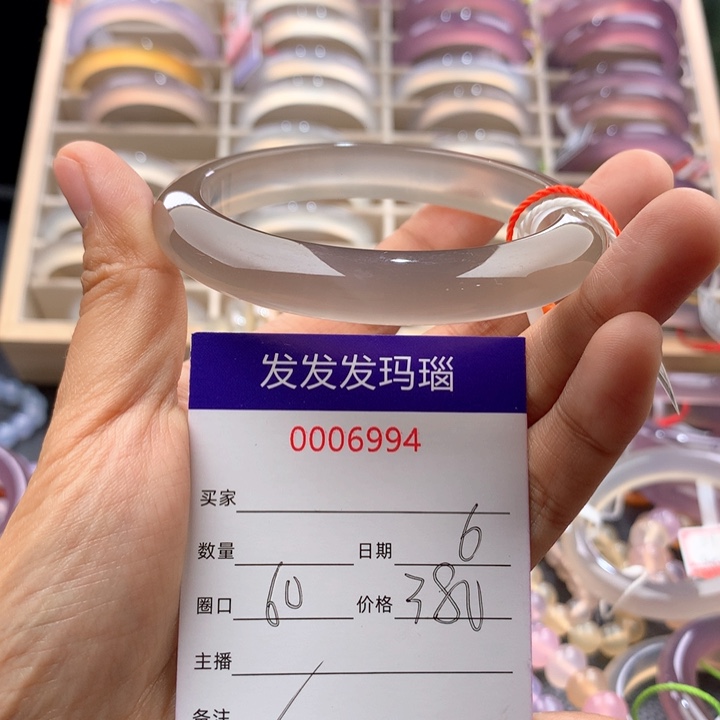 发发发玛瑙
0006994
买家
数量 日期 6
圈口 60 价格 380
主播
备注